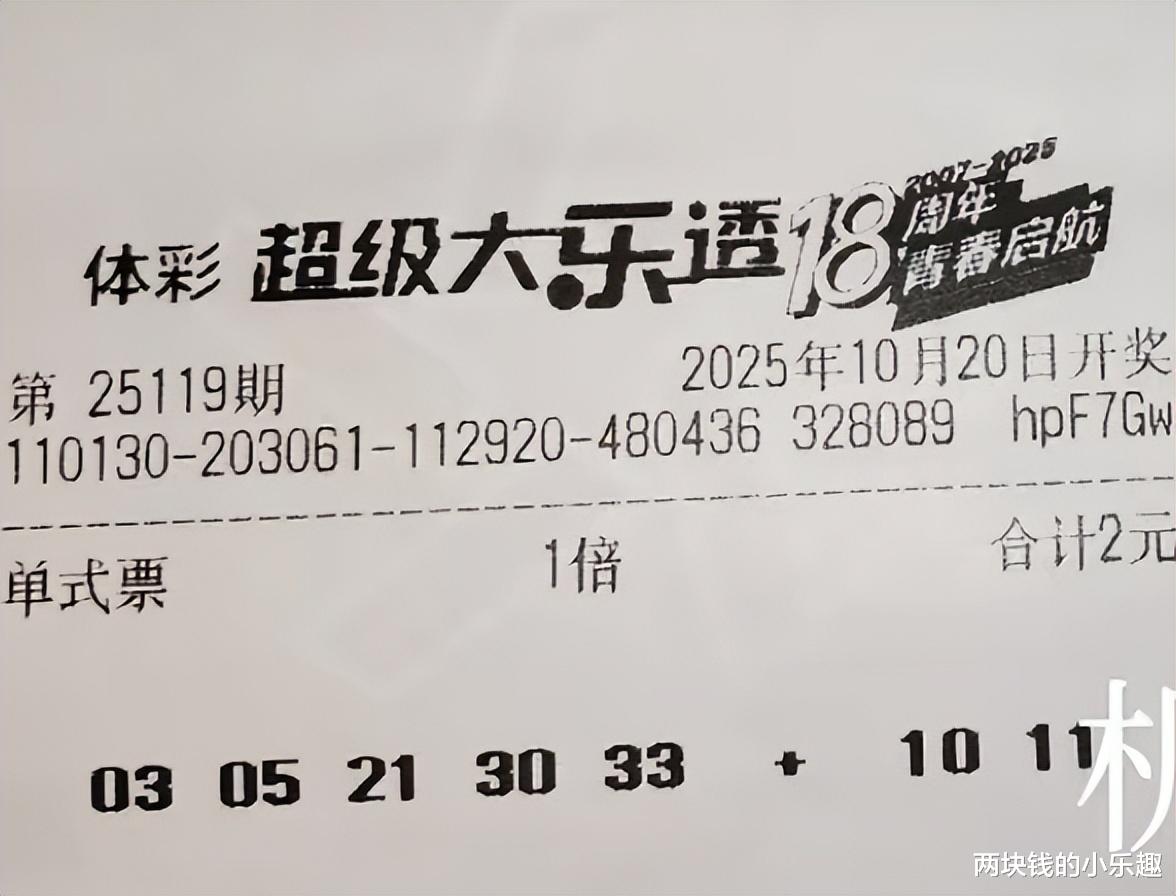 体彩 超级大乐透 18 2007-2025
周年
青春启航
第 25119期 2025年10月20日开奖
110130-203061-112920-480436 328089 hpF7Gw
单式票 1倍 合计2元
03 05 21 30 33 + 10 11
朴
两块钱的小乐趣